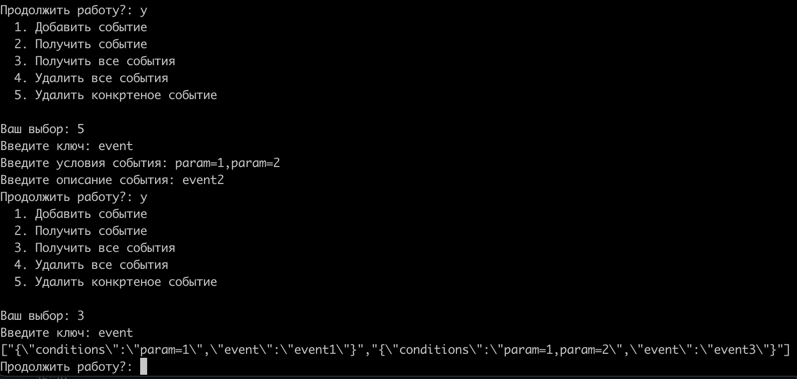 Продолжить работу?: y
1. Добавить событие
2. Получить событие
3. Получить все события
4. Удалить все события
5. Удалить конкртеное событие
Ваш выбор: 5
Введите ключ: event
Введите условия события: param=1,param=2
Введите описание события: event2
Продолжить работу?: y
1. Добавить событие
2. Получить событие
3. Получить все события
4. Удалить все события
5. Удалить конкртеное событие
Ваш выбор: 3
Введите ключ: event
["{\"conditions\":\"param=1\",\"event\":\"event1\"}","{\"conditions\":\"param=1,param=2\",\"event\":\"event3\"}"]
Продолжить работу?: